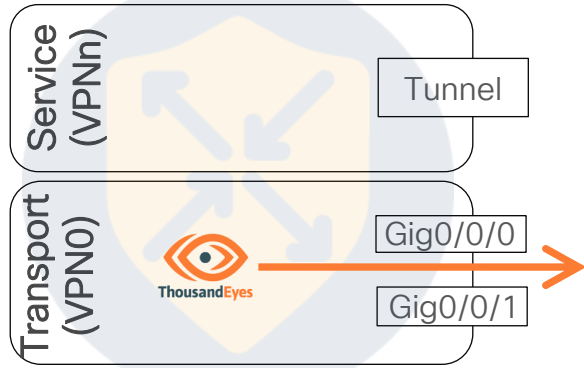 Service
(VPNn)
Tunnel
Transport
(VPN0)
ThousandEyes
Gig0/0/0
Gig0/0/1